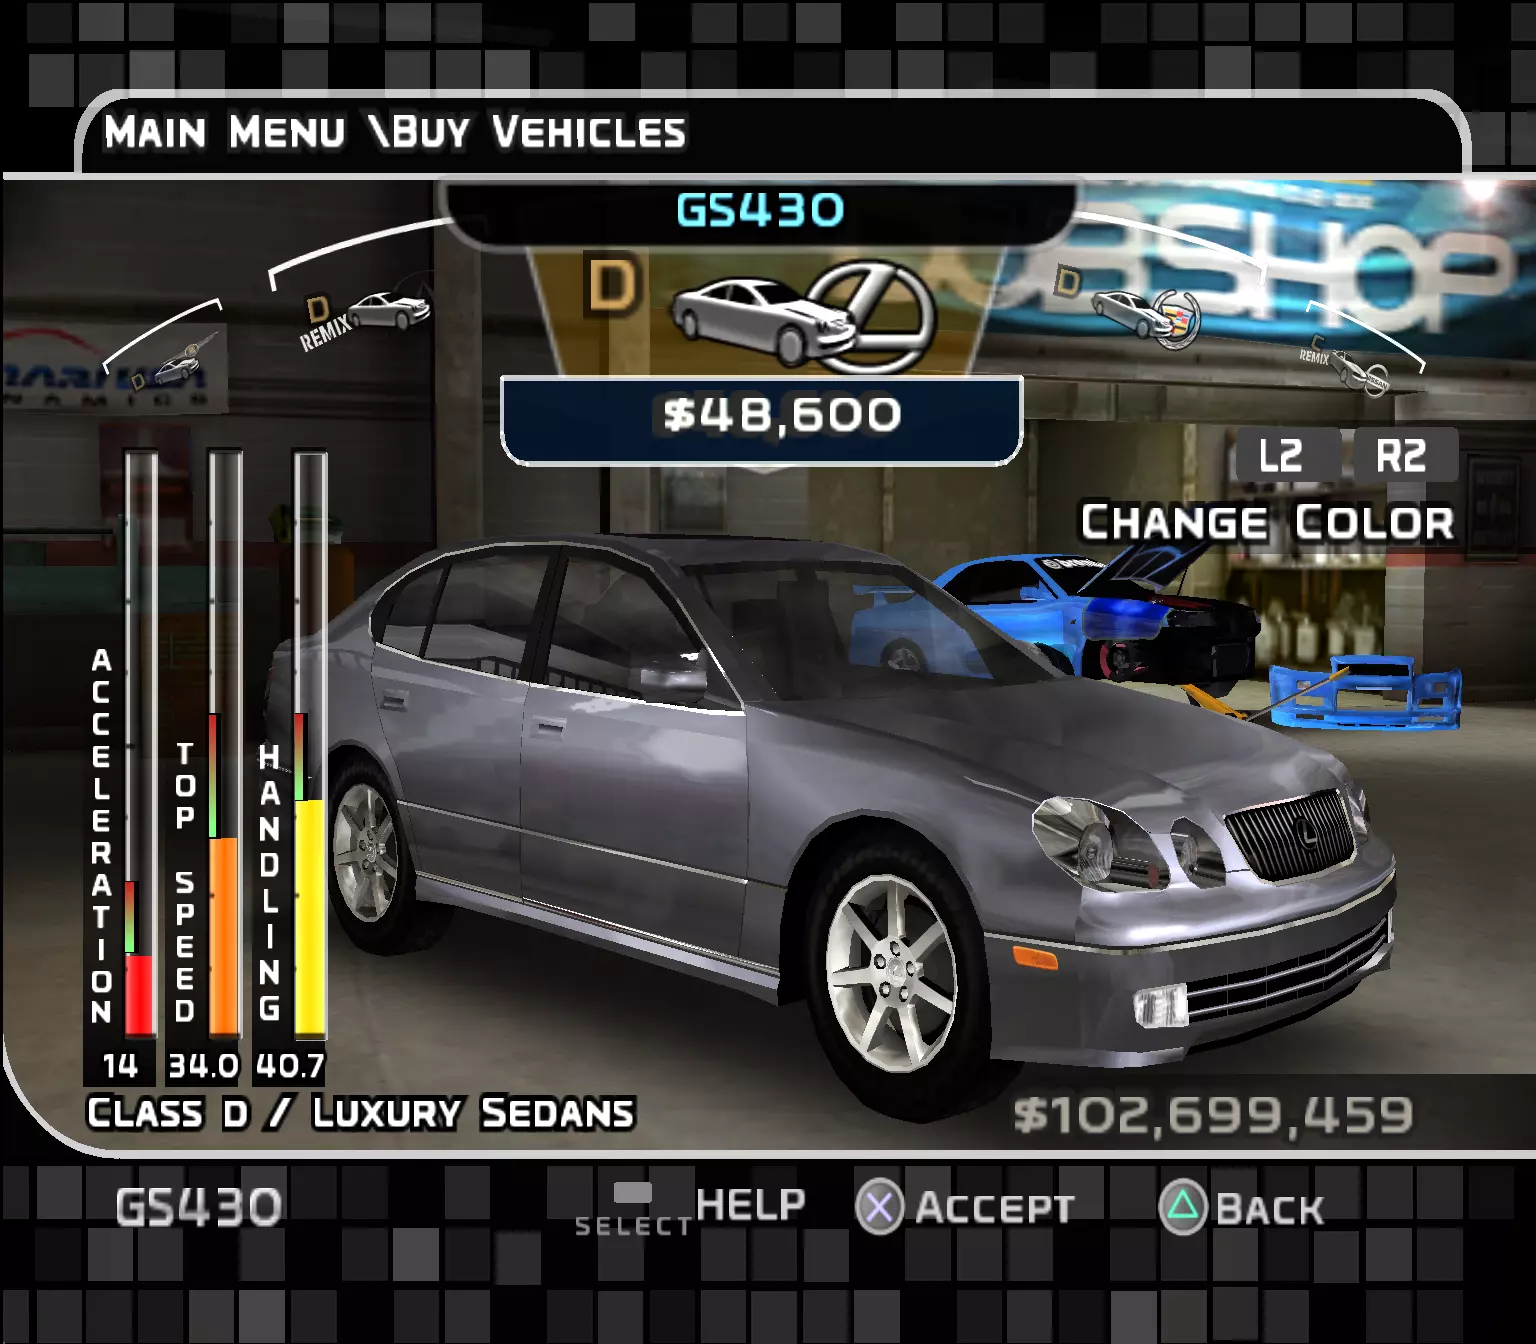 MAIN MENU \BUY VEHICLES
GS430
D
D
REMIX
D
D
C
REMIX
$48,600
L2 R2
CHANGE COLOR
ACCELERATION
TOP SPEED
HANDLING
14 34.0 40.7
CLASS D / LUXURY SEDANS
$102,699,459
GS430
SELECT HELP
ACCEPT
BACK